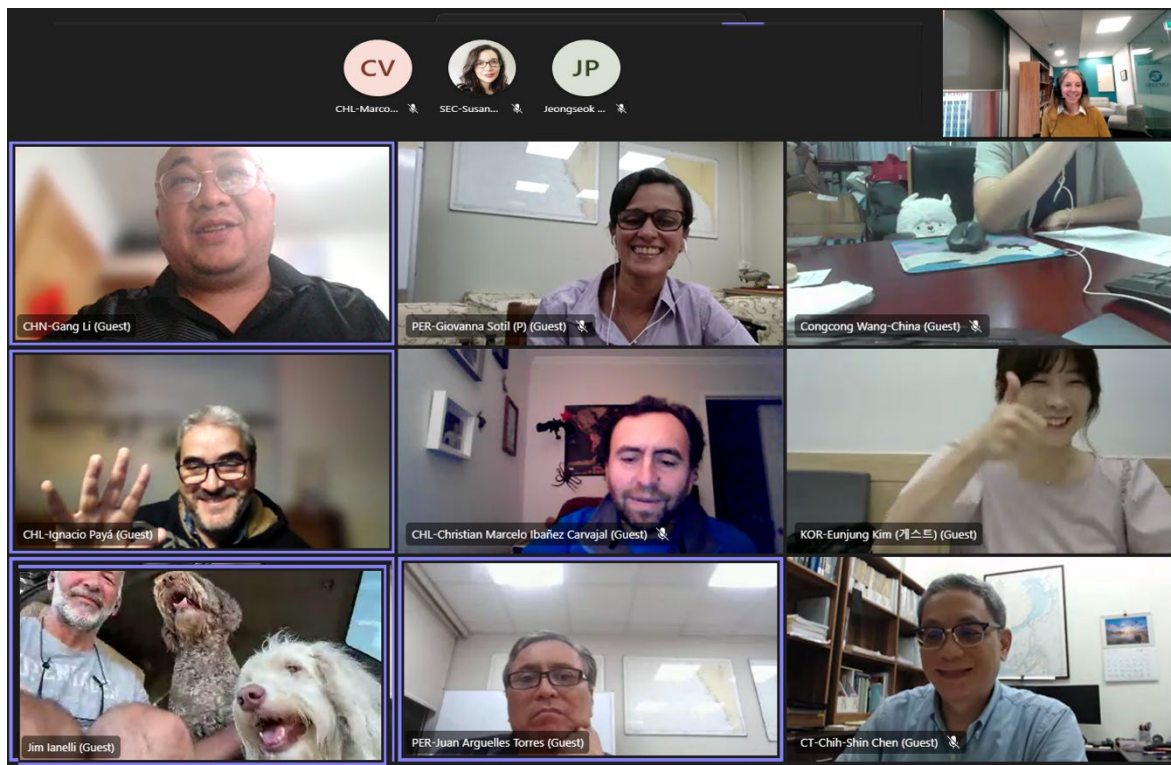 CV
JP
CHL-Marco...
SEC-Susan...
Jeongseok ...
CHN-Gang Li (Guest)
PER-Giovanna Sotil (P) (Guest)
Congcong Wang-China (Guest)
CHL-Ignacio Payá (Guest)
CHL-Christian Marcelo Ibañez Carvajal (Guest)
KOR-Eunjung Kim (게스트) (Guest)
Jim Ianelli (Guest)
PER-Juan Arguelles Torres (Guest)
CT-Chih-Shin Chen (Guest)